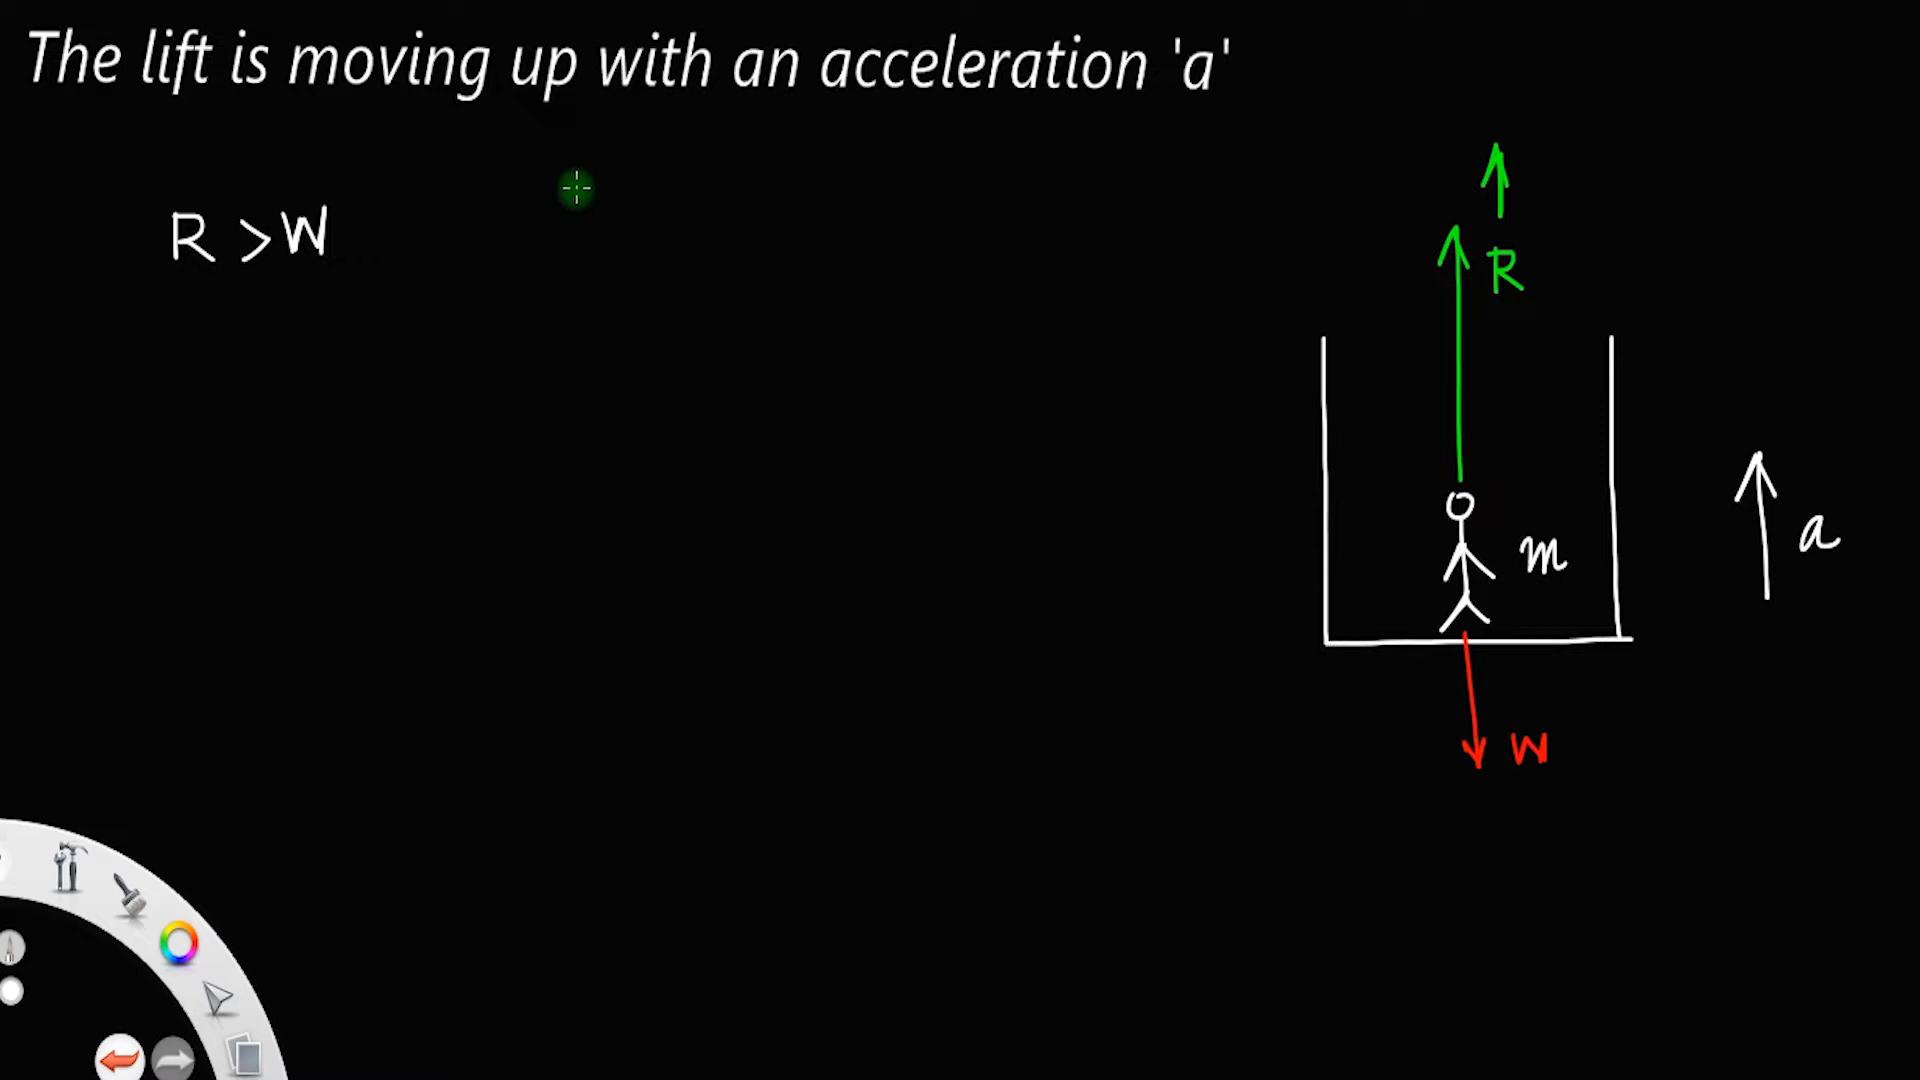 The lift is moving up with an acceleration 'a'
R > W
R
m
a
W